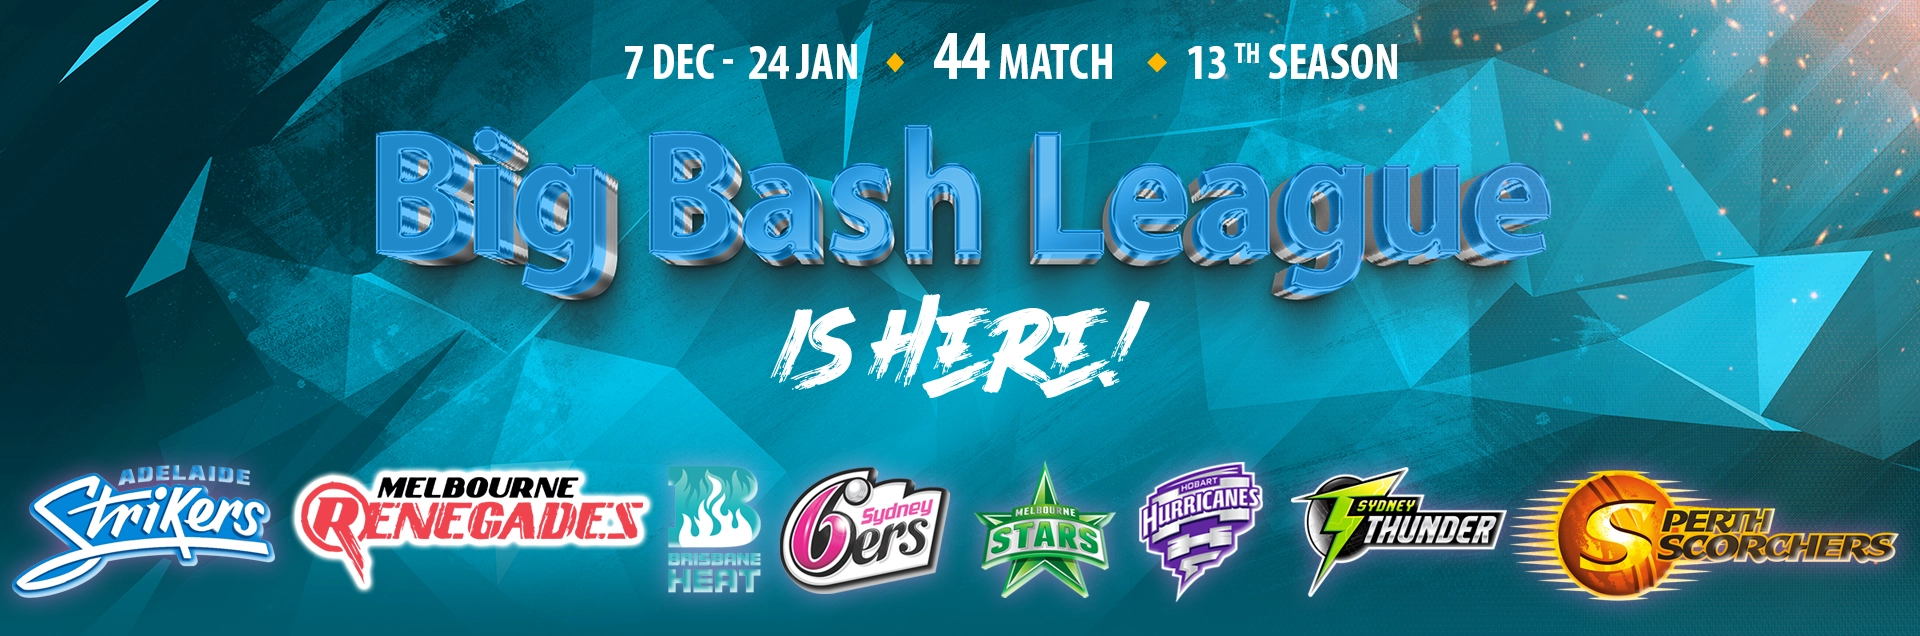 7 DEC - 24 JAN ◆ 44 MATCH ◆ 13 TH SEASON
Big Bash League
IS HERE!
ADELAIDE
Strikers
MELBOURNE
RENEGADES
B
BRISBANE
HEAT
Sydney
6ers
MELBOURNE
STARS
HOBART
HURRICANES
SYDNEY
THUNDER
S
PERTH
SCORCHERS